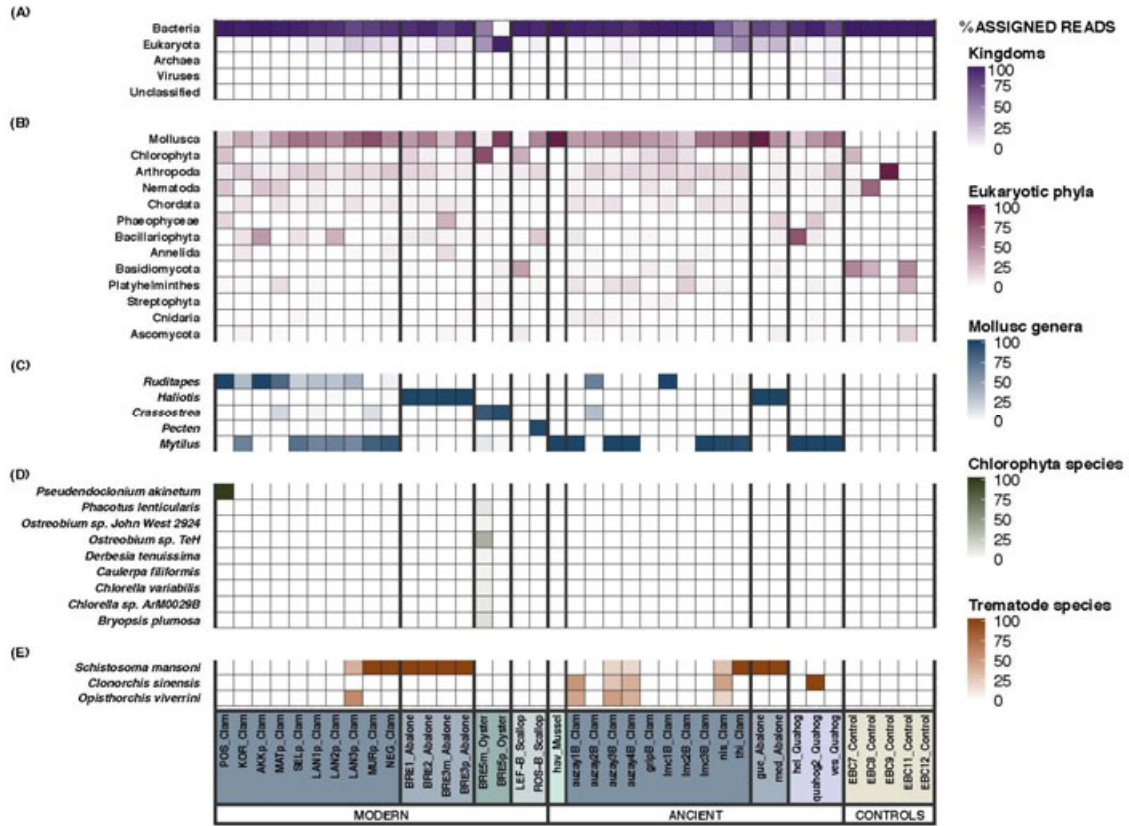 (A)
Bacteria
Eukaryota
Archaea
Viruses
Unclassified
(B)
Mollusca
Chlorophyta
Arthropoda
Nematoda
Chordata
Phaeophyceae
Bacillariophyta
Annelida
Basidiomycota
Platyhelminthes
Streptophyta
Cnidaria
Ascomycota
(C)
Ruditapes
Haliotis
Crassostrea
Pecten
Mytilus
(D)
Pseudendoclonium akinetum
Phacotus lenticularis
Ostreobium sp. John West 2924
Ostreobium sp. TeH
Derbesia tenuissima
Caulerpa filiformis
Chlorella variabilis
Chlorella sp. ArM0029B
Bryopsis plumosa
(E)
Schistosoma mansoni
Clonorchis sinensis
Opisthorchis viverrini
POS_Clam
KOR_Clam
AKKp_Clam
MATp_Clam
SELp_Clam
LAN1p_Clam
LAN2p_Clam
LAN3p_Clam
MURp_Clam
NEG_Clam
BRE1_Abalone
BRE2_Abalone
BRE3m_Abalone
BRE3p_Abalone
BRE5m_Oyster
BRE5p_Oyster
LEF-B_Scallop
ROS-B_Scallop
hav_Mussel
auzay1B_Clam
auzay2B_Clam
auzay3B_Clam
auzay4B_Clam
gripB_Clam
lmc1B_Clam
lmc2B_Clam
lmc3B_Clam
nis_Clam
thi_Clam
gue_Abalone
med_Abalone
hel_Quahog
quahog2_Quahog
ves_Quahog
EBC7_Control
EBC8_Control
EBC9_Control
EBC11_Control
EBC12_Control
MODERN
ANCIENT
CONTROLS
%ASSIGNED READS
Kingdoms
100
75
50
25
0
Eukaryotic phyla
100
75
50
25
0
Mollusc genera
100
75
50
25
0
Chlorophyta species
100
75
50
25
0
Trematode species
100
75
50
25
0